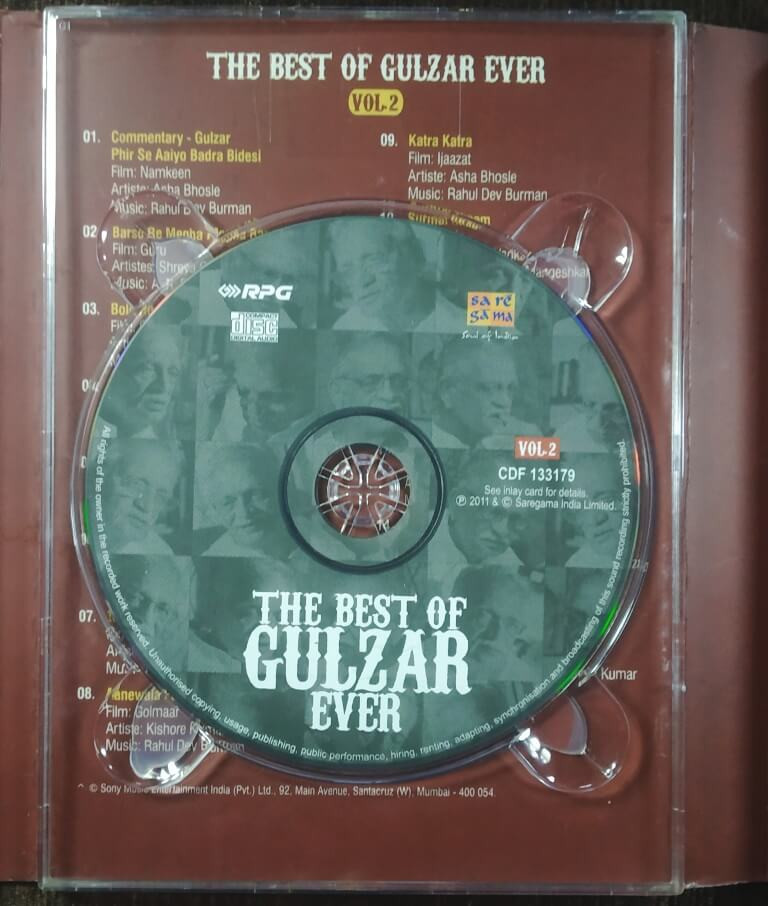 THE BEST OF GULZAR EVER
VOL.2
01. Commentary - Gulzar
Phir Se Aaiyo Badra Bidesi
Film: Namkeen
Artiste: Asha Bhosle
Music: Rahul Dev Burman
02
Barso Re Megha
Film: Guru
Artistes: Shreya
Music:
03.
07.
08.
Film: Golmaal
Artiste: Kishore
Music: Rahul Dev Burman
09. Katra Katra
Film: Ijaazat
Artiste: Asha Bhosle
Music: Rahul Dev Burman
Kumar
© Sony Music Entertainment India (Pvt.) Ltd., 92, Main Avenue, Santacruz (W), Mumbai - 400 054.
RPG
COMPACT
disc
DIGITAL AUDIO
sa re
ga ma
Soul of India
VOL.2
CDF 133179
See inlay card for details.
℗ 2011 & © Saregama India Limited.
THE BEST OF
GULZAR
EVER
All rights of the owner in the recorded work reserved. Unauthorised copying, usage, publishing, public performance, hiring, renting, adapting, synchronisation and broadcasting of this sound recording strictly prohibited.